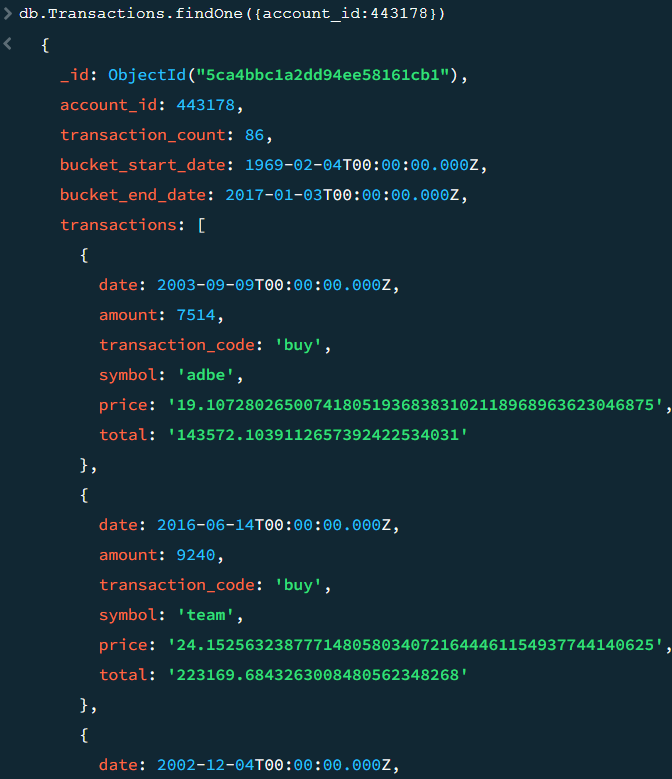 db.Transactions.findOne({account_id:443178})
{
_id: ObjectId("5ca4bbc1a2dd94ee58161cb1"),
account_id: 443178,
transaction_count: 86,
bucket_start_date: 1969-02-04T00:00:00.000Z,
bucket_end_date: 2017-01-03T00:00:00.000Z,
transactions: [
{
date: 2003-09-09T00:00:00.000Z,
amount: 7514,
transaction_code: 'buy',
symbol: 'adbe',
price: '19.1072802650074180519368383102118968963623046875',
total: '143572.1039112657392422534031'
},
{
date: 2016-06-14T00:00:00.000Z,
amount: 9240,
transaction_code: 'buy',
symbol: 'team',
price: '24.1525632387771480580340721644461154937744140625',
total: '223169.6843263008480562348268'
},
{
date: 2002-12-04T00:00:00.000Z,